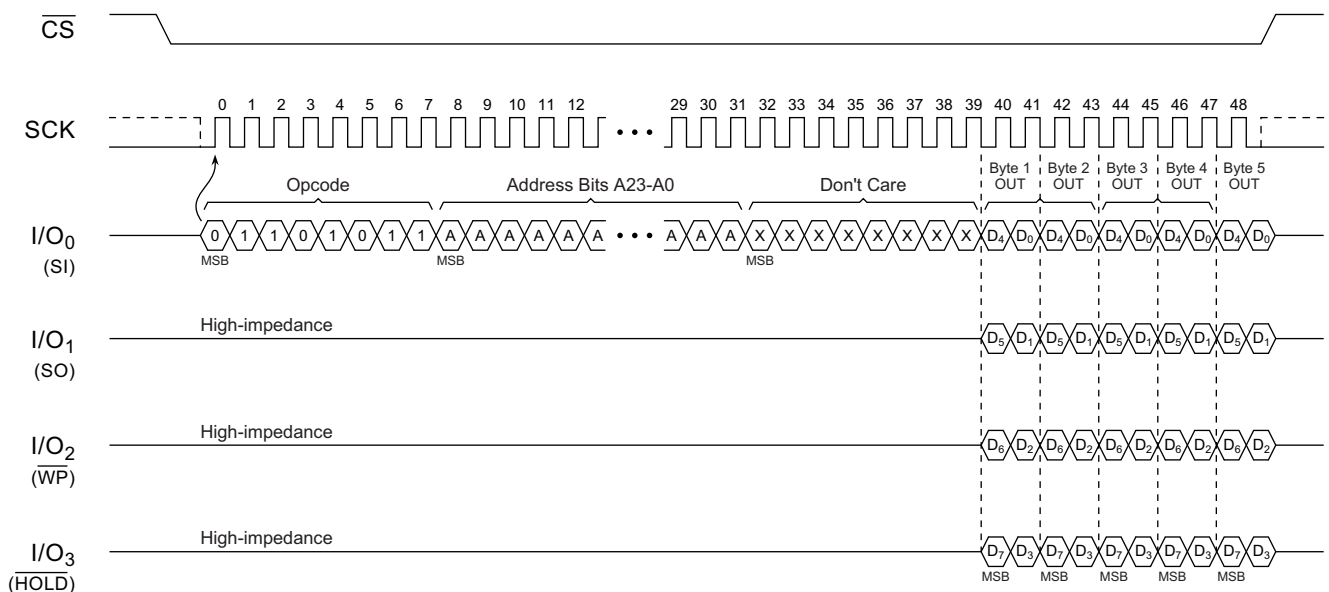 CS
0 1 2 3 4 5 6 7 8 9 10 11 12 29 30 31 32 33 34 35 36 37 38 39 40 41 42 43 44 45 46 47 48
SCK • • •
Byte 1 OUT Byte 2 OUT Byte 3 OUT Byte 4 OUT Byte 5 OUT
Opcode Address Bits A23-A0 Don't Care
I/O0 0 1 1 0 1 0 1 1 A A A A A A • • • A A A X X X X X X X X D4 D0 D4 D0 D4 D0 D4 D0 D4 D0
(SI) MSB MSB MSB
High-impedance
I/O1 D5 D1 D5 D1 D5 D1 D5 D1 D5 D1
(SO)
High-impedance
I/O2 D6 D2 D6 D2 D6 D2 D6 D2 D6 D2
(WP)
High-impedance
I/O3 D7 D3 D7 D3 D7 D3 D7 D3 D7 D3
(HOLD) MSB MSB MSB MSB MSB